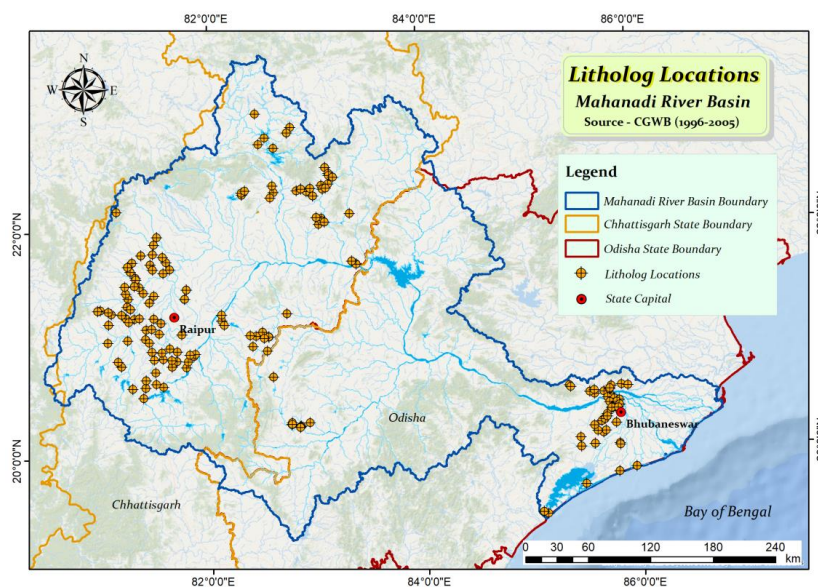 82°0'0"E 84°0'0"E 86°0'0"E
N
W E
S
Litholog Locations
Mahanadi River Basin
Source - CGWB (1996-2005)
Legend
Mahanadi River Basin Boundary
Chhattisgarh State Boundary
Odisha State Boundary
Litholog Locations
State Capital
22°0'0"N
Raipur
Odisha
Bhubaneswar
20°0'0"N
Chhattisgarh
Bay of Bengal
0 15 30 60 120 180 240
km
82°0'0"E 84°0'0"E 86°0'0"E